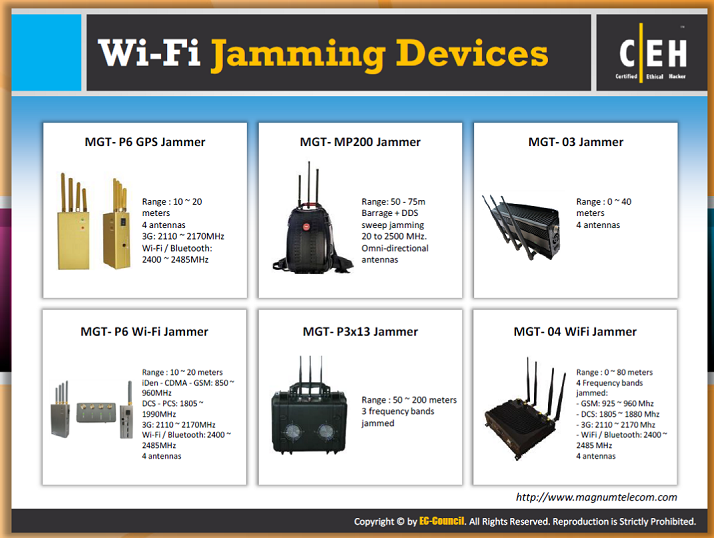 Wi-Fi Jamming Devices
C|EH
TM
Certified Ethical Hacker
MGT- P6 GPS Jammer
Range : 10 ~ 20
meters
4 antennas
3G: 2110 ~ 2170MHz
Wi-Fi / Bluetooth:
2400 ~ 2485MHz
MGT- MP200 Jammer
Range: 50 - 75m
Barrage + DDS
sweep jamming
20 to 2500 MHz.
Omni-directional
antennas
MGT- 03 Jammer
Range : 0 ~ 40
meters
4 antennas
MGT- P6 Wi-Fi Jammer
Range : 10 ~ 20 meters
iDen - CDMA - GSM: 850 ~
960MHz
DCS - PCS: 1805 ~
1990MHz
3G: 2110 ~ 2170MHz
Wi-Fi / Bluetooth: 2400 ~
2485MHz
4 antennas
MGT- P3x13 Jammer
Range : 50 ~ 200 meters
3 frequency bands
jammed
MGT- 04 WiFi Jammer
Range : 0 ~ 80 meters
4 Frequency bands
jammed:
- GSM: 925 ~ 960 Mhz
- DCS: 1805 ~ 1880 Mhz
- 3G: 2110 ~ 2170 Mhz
- WiFi / Bluetooth: 2400 ~
2485 MHz
4 antennas
http://www.magnumtelecom.com
Copyright © by EC-Council. All Rights Reserved. Reproduction is Strictly Prohibited.